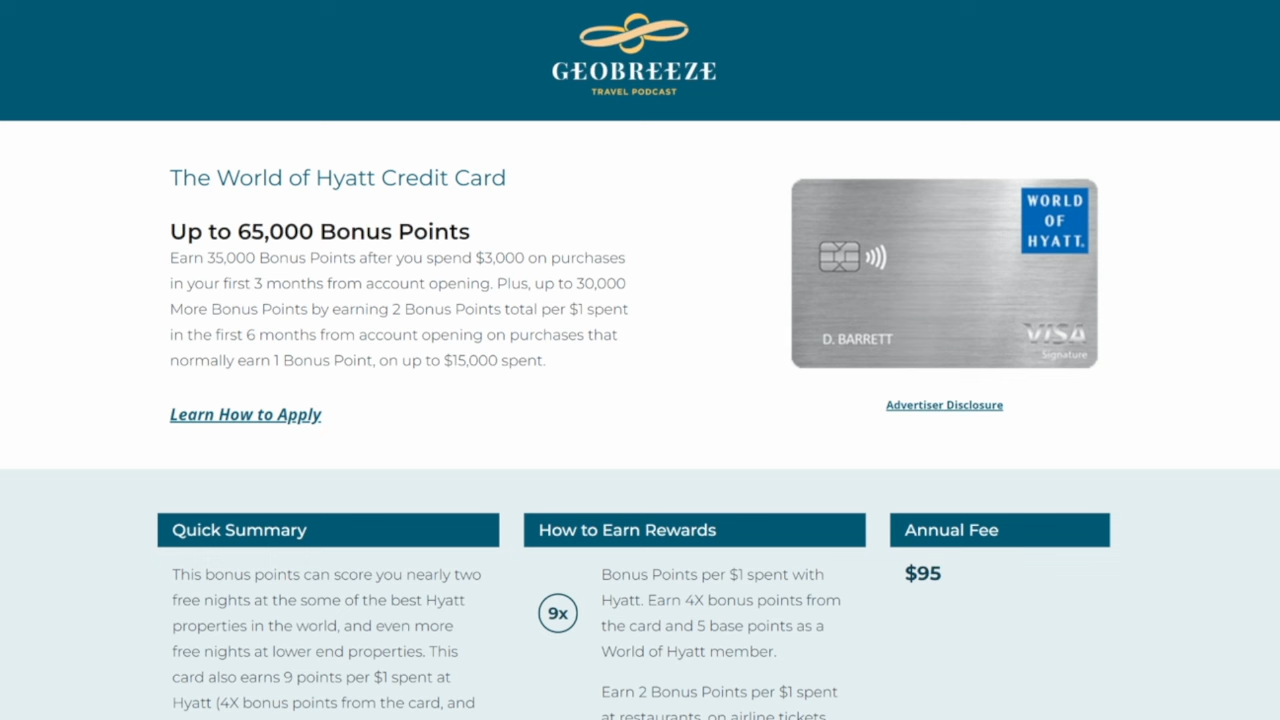 GEOBREEZE
TRAVEL PODCAST
The World of Hyatt Credit Card
Up to 65,000 Bonus Points
Earn 35,000 Bonus Points after you spend $3,000 on purchases
in your first 3 months from account opening. Plus, up to 30,000
More Bonus Points by earning 2 Bonus Points total per $1 spent
in the first 6 months from account opening on purchases that
normally earn 1 Bonus Point, on up to $15,000 spent.
Learn How to Apply
WORLD
OF
HYATT.
D. BARRETT
VISA
Signature
Advertiser Disclosure
Quick Summary
This bonus points can score you nearly two
free nights at the some of the best Hyatt
properties in the world, and even more
free nights at lower end properties. This
card also earns 9 points per $1 spent at
Hyatt (4X bonus points from the card, and
How to Earn Rewards
9x
Bonus Points per $1 spent with
Hyatt. Earn 4X bonus points from
the card and 5 base points as a
World of Hyatt member.
Earn 2 Bonus Points per $1 spent
at restaurants, on airline tickets
Annual Fee
$95